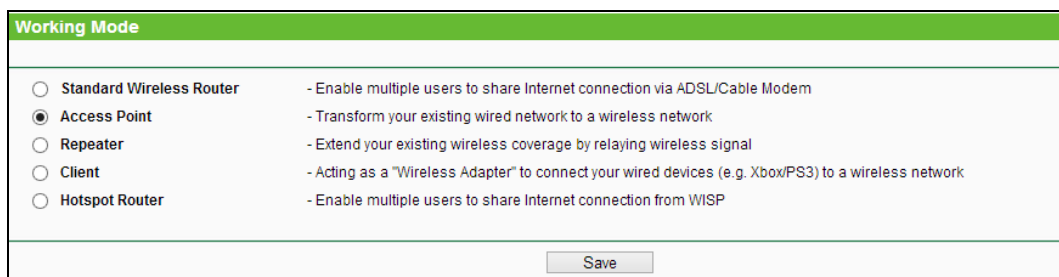 Working Mode
Standard Wireless Router - Enable multiple users to share Internet connection via ADSL/Cable Modem
Access Point - Transform your existing wired network to a wireless network
Repeater - Extend your existing wireless coverage by relaying wireless signal
Client - Acting as a "Wireless Adapter" to connect your wired devices (e.g. Xbox/PS3) to a wireless network
Hotspot Router - Enable multiple users to share Internet connection from WISP
Save